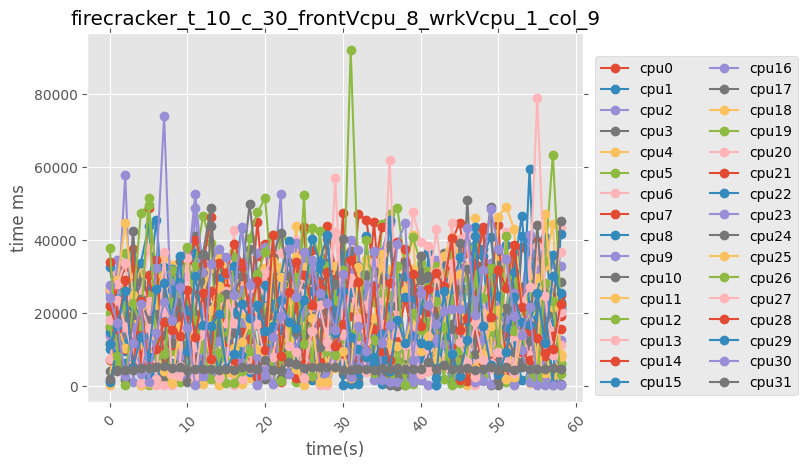 firecracker_t_10_c_30_frontVcpu_8_wrkVcpu_1_col_9
time ms
80000
60000
40000
20000
0
0
10
20
30
40
50
60
time(s)
cpu0
cpu1
cpu2
cpu3
cpu4
cpu5
cpu6
cpu7
cpu8
cpu9
cpu10
cpu11
cpu12
cpu13
cpu14
cpu15
cpu16
cpu17
cpu18
cpu19
cpu20
cpu21
cpu22
cpu23
cpu24
cpu25
cpu26
cpu27
cpu28
cpu29
cpu30
cpu31